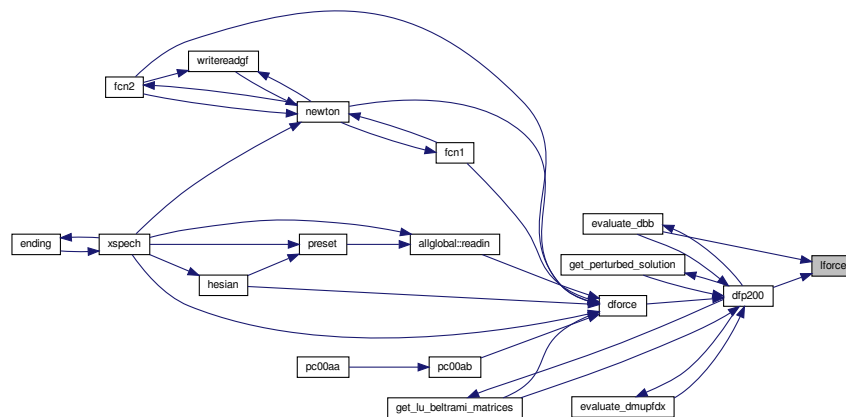 writereadgf
fcn2
newton
fcn1
evaluate_dbb
ending
xspech
preset
allglobal::readin
get_perturbed_solution
lforce
hesian
dforce
dfp200
pc00aa
pc00ab
get_lu_beltrami_matrices
evaluate_dmupfdx